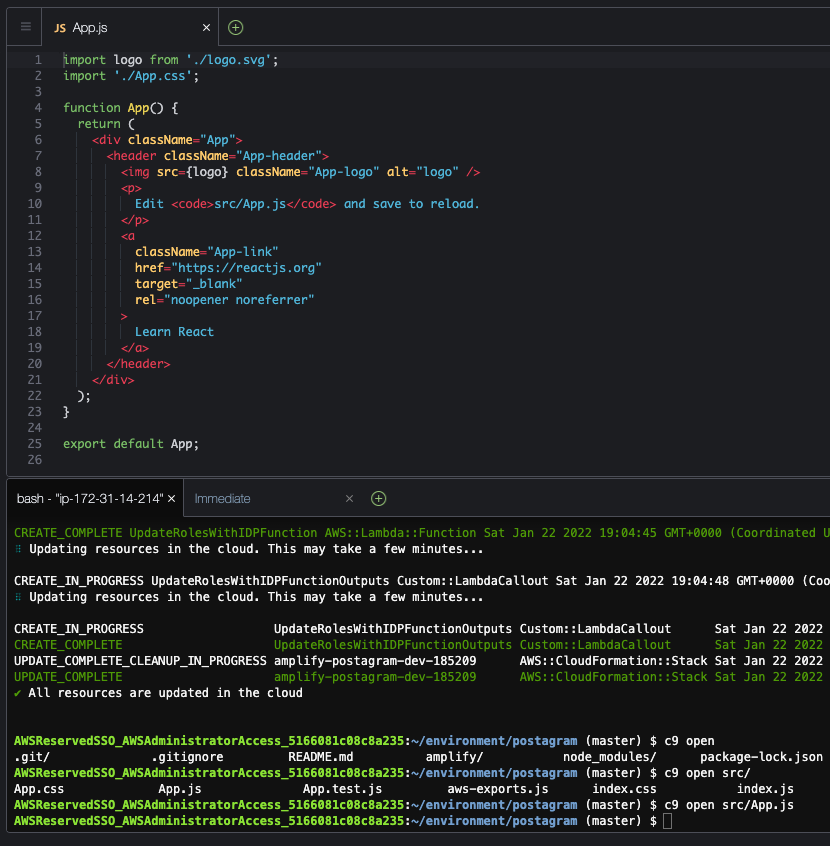 JS App.js ×
1 import logo from './logo.svg';
2 import './App.css';
3
4 function App() {
5 return (
6 <div className="App">
7 <header className="App-header">
8 <img src={logo} className="App-logo" alt="logo" />
9 <p>
10 Edit <code>src/App.js</code> and save to reload.
11 </p>
12 <a
13 className="App-link"
14 href="https://reactjs.org"
15 target="_blank"
16 rel="noopener noreferrer"
17 >
18 Learn React
19 </a>
20 </header>
21 </div>
22 );
23 }
24
25 export default App;
26
bash - "ip-172-31-14-214" × Immediate ×
CREATE_COMPLETE UpdateRolesWithIDPFunction AWS::Lambda::Function Sat Jan 22 2022 19:04:45 GMT+0000 (Coordinated U
⠸ Updating resources in the cloud. This may take a few minutes...
CREATE_IN_PROGRESS UpdateRolesWithIDPFunctionOutputs Custom::LambdaCallout Sat Jan 22 2022 19:04:48 GMT+0000 (Coo
⠸ Updating resources in the cloud. This may take a few minutes...
CREATE_IN_PROGRESS UpdateRolesWithIDPFunctionOutputs Custom::LambdaCallout Sat Jan 22 2022
CREATE_COMPLETE UpdateRolesWithIDPFunctionOutputs Custom::LambdaCallout Sat Jan 22 2022
UPDATE_COMPLETE_CLEANUP_IN_PROGRESS amplify-postagram-dev-185209 AWS::CloudFormation::Stack Sat Jan 22 2022
UPDATE_COMPLETE amplify-postagram-dev-185209 AWS::CloudFormation::Stack Sat Jan 22 2022
✔ All resources are updated in the cloud
AWSReservedSSO_AWSAdministratorAccess_5166081c08c8a235:~/environment/postagram (master) $ c9 open
.git/ .gitignore README.md amplify/ node_modules/ package-lock.json
AWSReservedSSO_AWSAdministratorAccess_5166081c08c8a235:~/environment/postagram (master) $ c9 open src/
App.css App.js App.test.js aws-exports.js index.css index.js
AWSReservedSSO_AWSAdministratorAccess_5166081c08c8a235:~/environment/postagram (master) $ c9 open src/App.js
AWSReservedSSO_AWSAdministratorAccess_5166081c08c8a235:~/environment/postagram (master) $